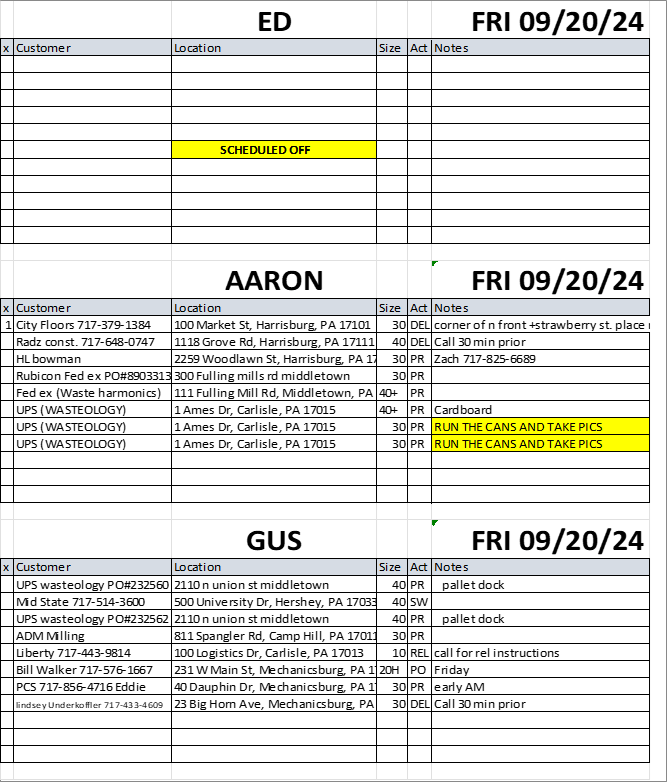 ED FRI 09/20/24
x Customer Location Size Act Notes
SCHEDULED OFF
AARON FRI 09/20/24
x Customer Location Size Act Notes
1 City Floors 717-379-1384 100 Market St, Harrisburg, PA 17101 30 DEL corner of n front +strawberry st. place
Radz const. 717-648-0747 1118 Grove Rd, Harrisburg, PA 17111 40 DEL Call 30 min prior
HL bowman 2259 Woodlawn St, Harrisburg, PA 17 30 PR Zach 717-825-6689
Rubicon Fed ex PO#8903313 300 Fulling mills rd middletown 30 PR
Fed ex (Waste harmonics) 111 Fulling Mill Rd, Middletown, PA 40+ PR
UPS (WASTEOLOGY) 1 Ames Dr, Carlisle, PA 17015 40+ PR Cardboard
UPS (WASTEOLOGY) 1 Ames Dr, Carlisle, PA 17015 30 PR RUN THE CANS AND TAKE PICS
UPS (WASTEOLOGY) 1 Ames Dr, Carlisle, PA 17015 30 PR RUN THE CANS AND TAKE PICS
GUS FRI 09/20/24
x Customer Location Size Act Notes
UPS wasteology PO#232560 2110 n union st middletown 40 PR pallet dock
Mid State 717-514-3600 500 University Dr, Hershey, PA 17033 40 SW
UPS wasteology PO#232562 2110 n union st middletown 40 PR pallet dock
ADM Milling 811 Spangler Rd, Camp Hill, PA 17011 30 PR
Liberty 717-443-9814 100 Logistics Dr, Carlisle, PA 17013 10 REL call for rel instructions
Bill Walker 717-576-1667 231 W Main St, Mechanicsburg, PA 17 20H PO Friday
PCS 717-856-4716 Eddie 40 Dauphin Dr, Mechanicsburg, PA 17 30 PR early AM
lindsey Underkoffler 717-433-4609 23 Big Horn Ave, Mechanicsburg, PA 30 DEL Call 30 min prior